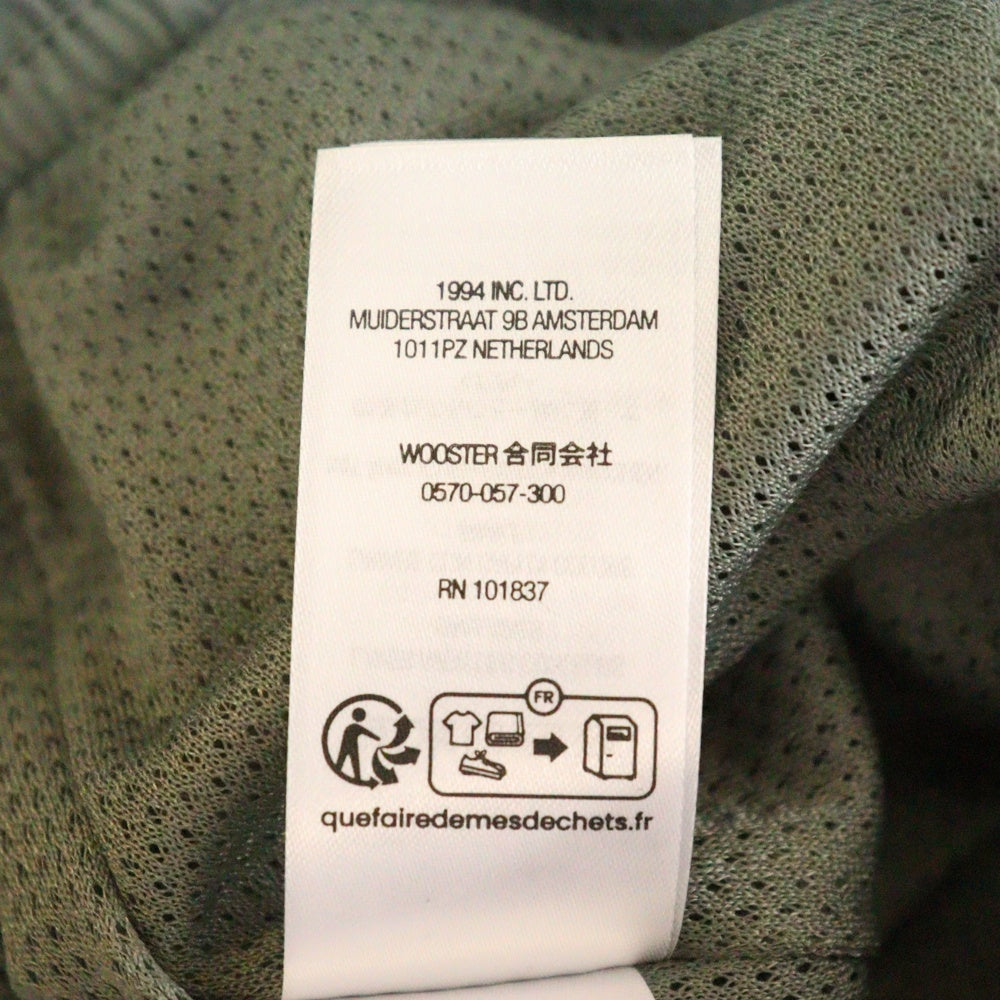 1994 INC. LTD.
MUIDERSTRAAT 9B AMSTERDAM
1011PZ NETHERLANDS
WOOSTER 合同会社
0570-057-300
RN 101837
FR
quefairedemesdechets.fr